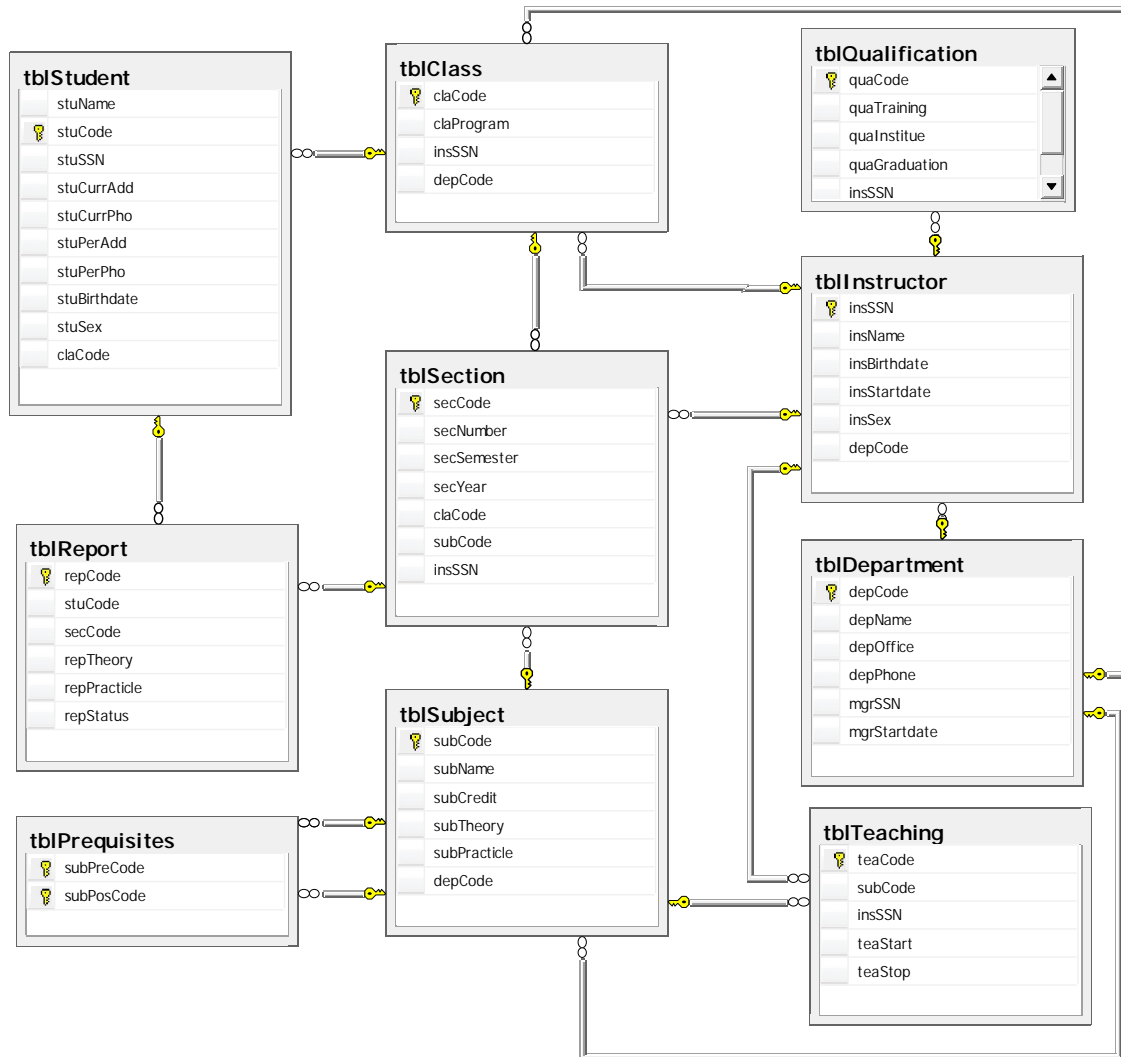 tblStudent
stuName
stuCode
stuSSN
stuCurrAdd
stuCurrPho
stuPerAdd
stuPerPho
stuBirthdate
stuSex
claCode
tblClass
claCode
claProgram
insSSN
depCode
tblQualification
quaCode
quaTraining
quaInstitue
quaGraduation
insSSN
tblInstructor
insSSN
insName
insBirthdate
insStartdate
insSex
depCode
tblSection
secCode
secNumber
secSemester
secYear
claCode
subCode
insSSN
tblReport
repCode
stuCode
secCode
repTheory
repPracticle
repStatus
tblDepartment
depCode
depName
depOffice
depPhone
mgrSSN
mgrStartdate
tblSubject
subCode
subName
subCredit
subTheory
subPracticle
depCode
tblPrequisites
subPreCode
subPosCode
tblTeaching
teaCode
subCode
insSSN
teaStart
teaStop